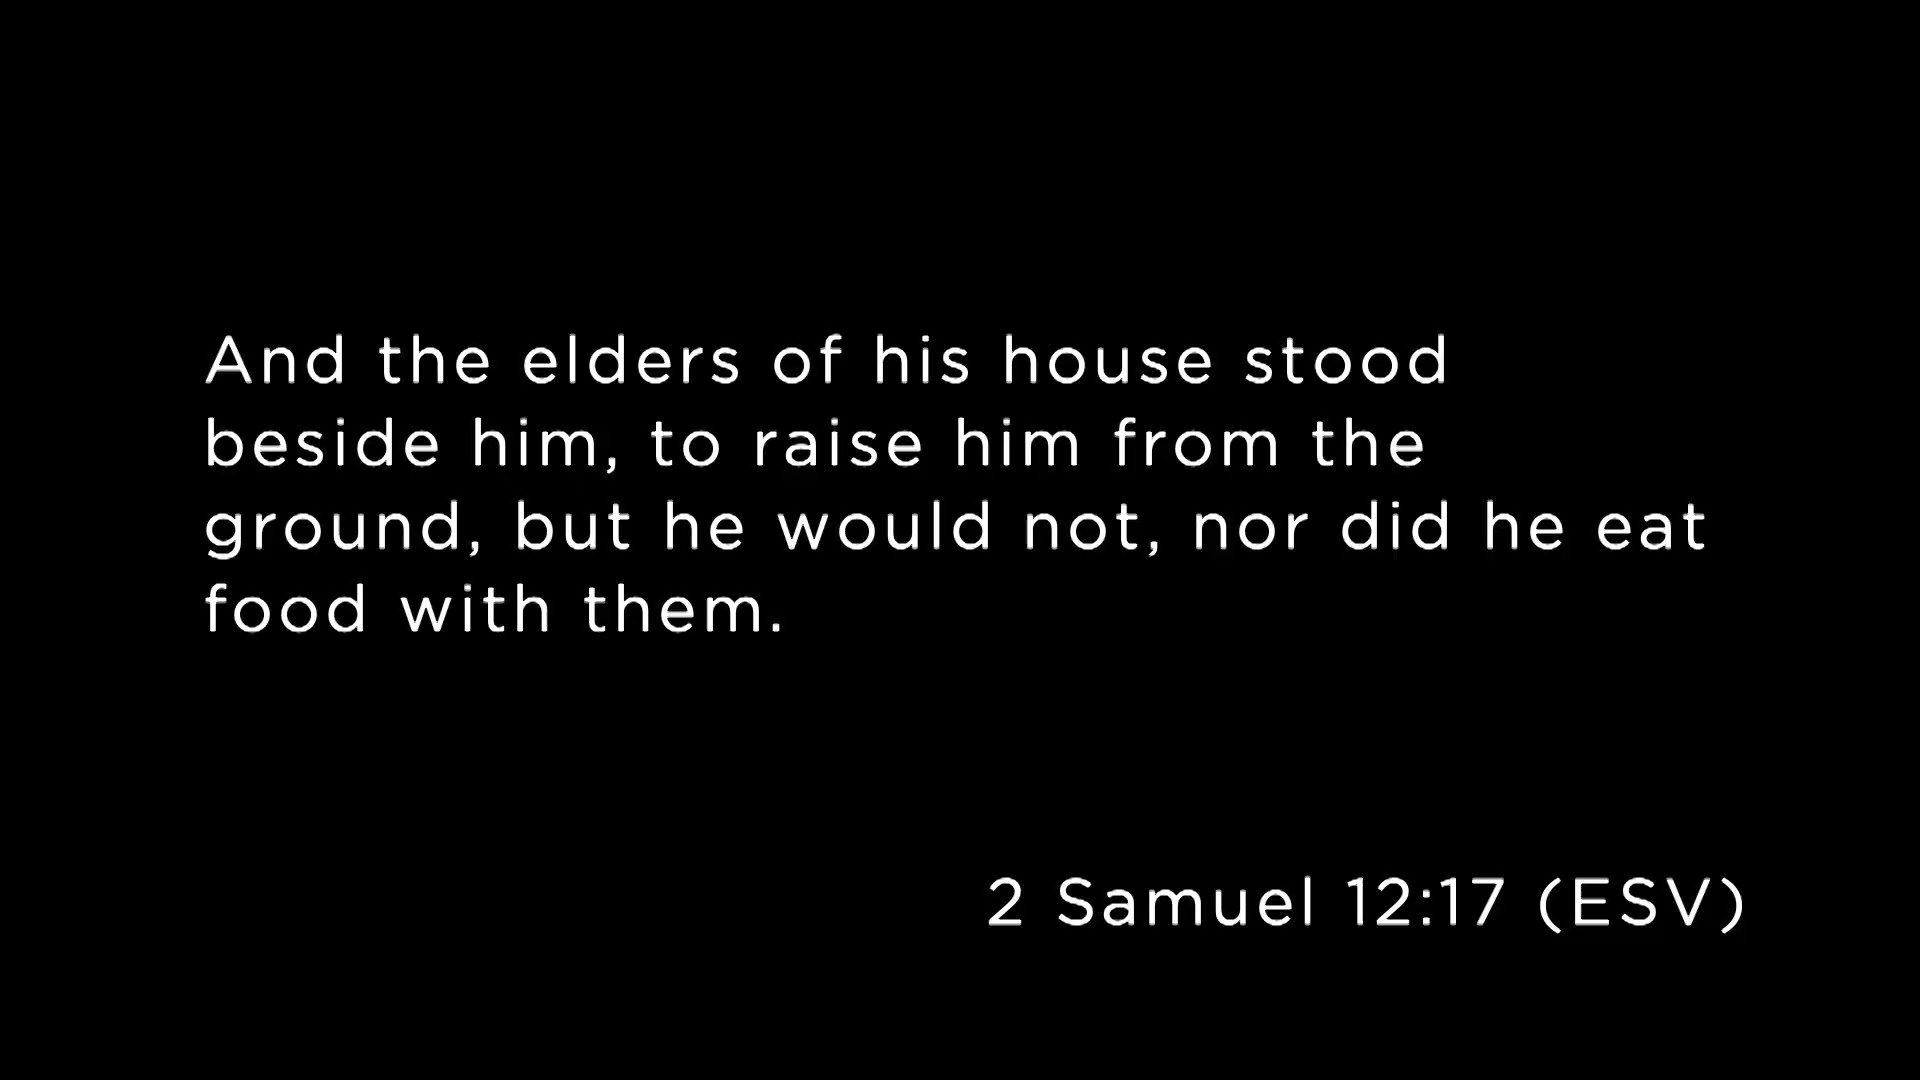 And the elders of his house stood
beside him, to raise him from the
ground, but he would not, nor did he eat
food with them.
2 Samuel 12:17 (ESV)